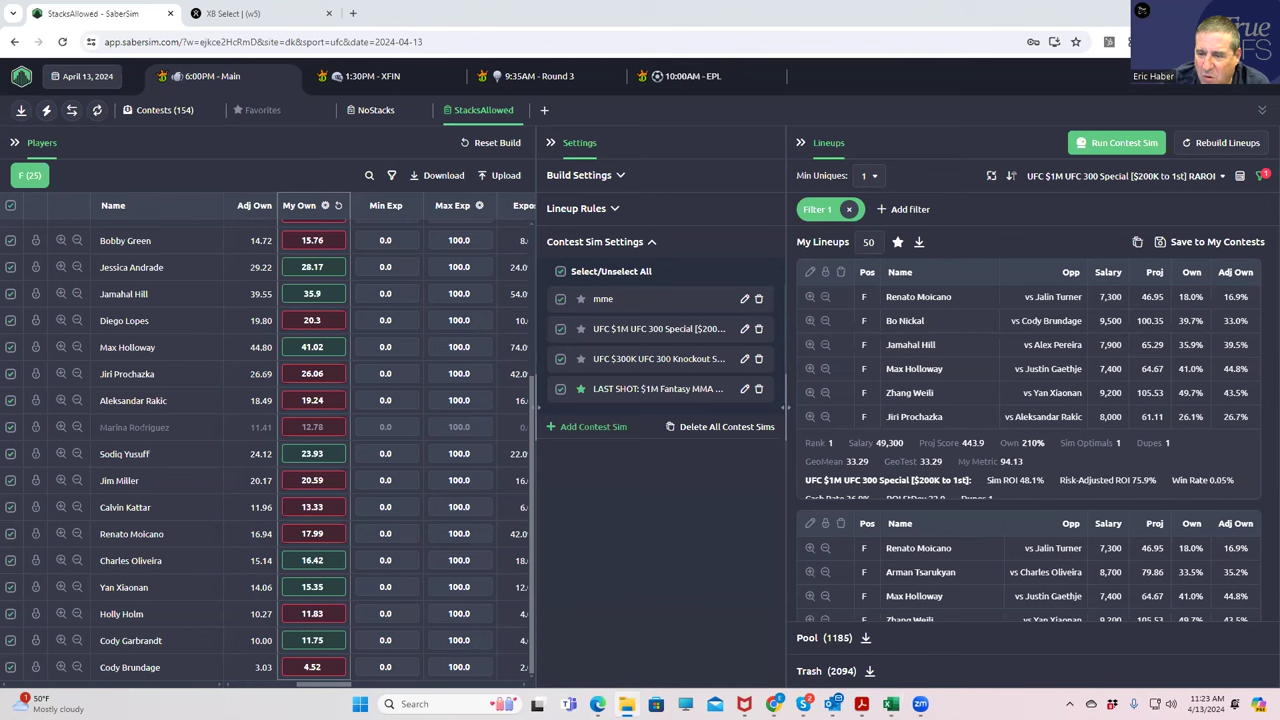 StacksAllowed - SaberSim
XB Select | (w5)
app.sabersim.com/?w=ejkce2HcRmD&site=dk&sport=ufc&date=2024-04-13
True
FS
Eric Haber
April 13, 2024
6:00PM - Main
1:30PM - XFIN
1:30PM - XFIN
10:00AM - EPL
Contests (154)
Favorites
NoStacks
StacksAllowed
Players
Reset Build
Settings
Lineups
Run Contest Sim
Rebuild Lineups
F (25)
Download
Upload
Build Settings
Min Uniques:
1
UFC $1M UFC 300 Special [$200K to 1st] RAROI
1
Name
Adj Own
My Own
Min Exp
Max Exp
Expo
Lineup Rules
Filter 1
Add filter
Bobby Green 14.72 15.76 0.0 100.0 8.
Contest Sim Settings
My Lineups 50
Save to My Contests
Jessica Andrade 29.22 28.17 0.0 100.0 24.0
Select/Unselect All
Pos Name Opp Salary Proj Own Adj Own
Jamahal Hill 39.55 35.9 0.0 100.0 54.0
mme
F Renato Moicano vs Jalin Turner 7,300 46.95 18.0% 16.9%
Diego Lopes 19.80 20.3 0.0 100.0 10.
UFC $1M UFC 300 Special [$200...
F Bo Nickal vs Cody Brundage 9,500 100.35 39.7% 33.0%
Max Holloway 44.80 41.02 0.0 100.0 74.0
F Jamahal Hill vs Alex Pereira 7,900 65.29 35.9% 39.5%
Jiri Prochazka 26.69 26.06 0.0 100.0 42.0
UFC $300K UFC 300 Knockout S...
F Max Holloway vs Justin Gaethje 7,400 64.67 41.0% 44.8%
Aleksandar Rakic 18.49 19.24 0.0 100.0 16.
LAST SHOT: $1M Fantasy MMA ...
F Zhang Weili vs Yan Xiaonan 9,200 105.53 49.7% 43.5%
Marina Rodriguez 11.41 12.78 0.0 100.0 0.
Add Contest Sim
Delete All Contest Sims
F Jiri Prochazka vs Aleksandar Rakic 8,000 61.11 26.1% 26.7%
Sodiq Yusuff 24.12 23.93 0.0 100.0 22.0
Rank 1 Salary 49,300 Proj Score 443.9 Own 210% Sim Optimals 1 Dupes 1
GeoMean 33.29 GeoTest 33.29 My Metric 94.13
Jim Miller 20.17 20.59 0.0 100.0 16.
UFC $1M UFC 300 Special [$200K to 1st]: Sim ROI 48.1% Risk-Adjusted ROI 75.9% Win Rate 0.05%
Calvin Kattar 11.96 13.33 0.0 100.0 6.
Pos Name Opp Salary Proj Own Adj Own
Renato Moicano 16.94 17.99 0.0 100.0 42.0
F Renato Moicano vs Jalin Turner 7,300 46.95 18.0% 16.9%
Charles Oliveira 15.14 16.42 0.0 100.0 18.
F Arman Tsarukyan vs Charles Oliveira 8,700 79.86 33.5% 35.2%
Yan Xiaonan 14.06 15.35 0.0 100.0 14.
F Max Holloway vs Justin Gaethje 7,400 64.67 41.0% 44.8%
Holly Holm 10.27 11.83 0.0 100.0 4.
Cody Garbrandt 10.00 11.75 0.0 100.0 4.
Pool (1185)
Cody Brundage 3.03 4.52 0.0 100.0 2.
Trash (2094)
50°F
Mostly cloudy
Search
11:23 AM
4/13/2024